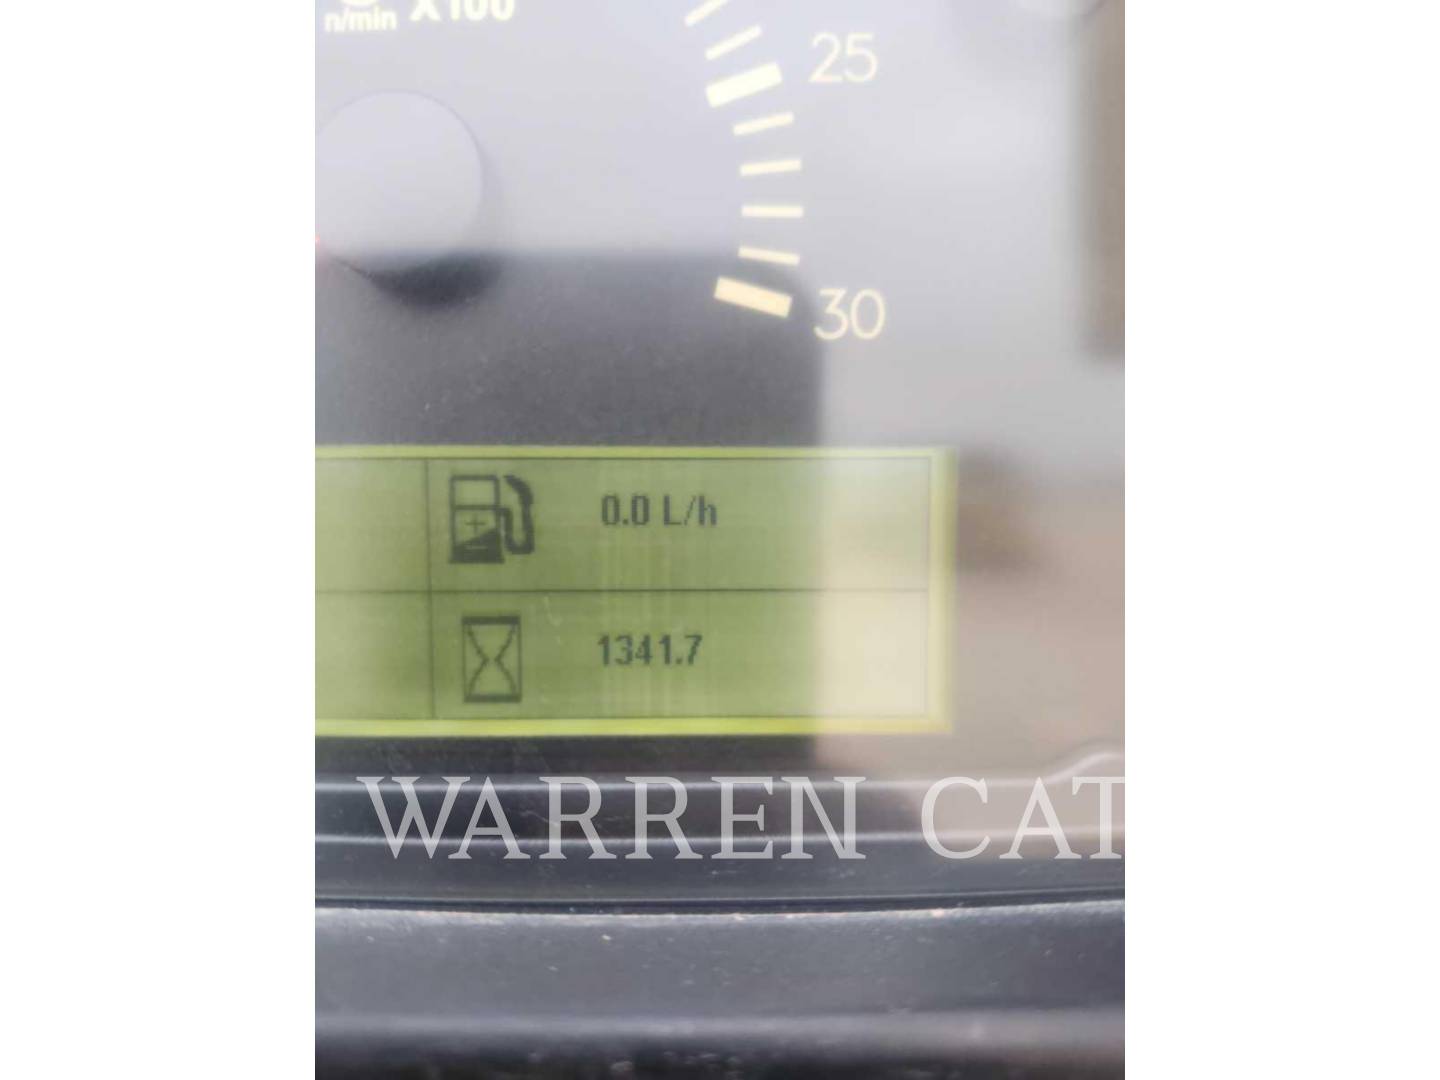 n/min X100
25
30
0.0 L/h
1341.7
WARREN CAT